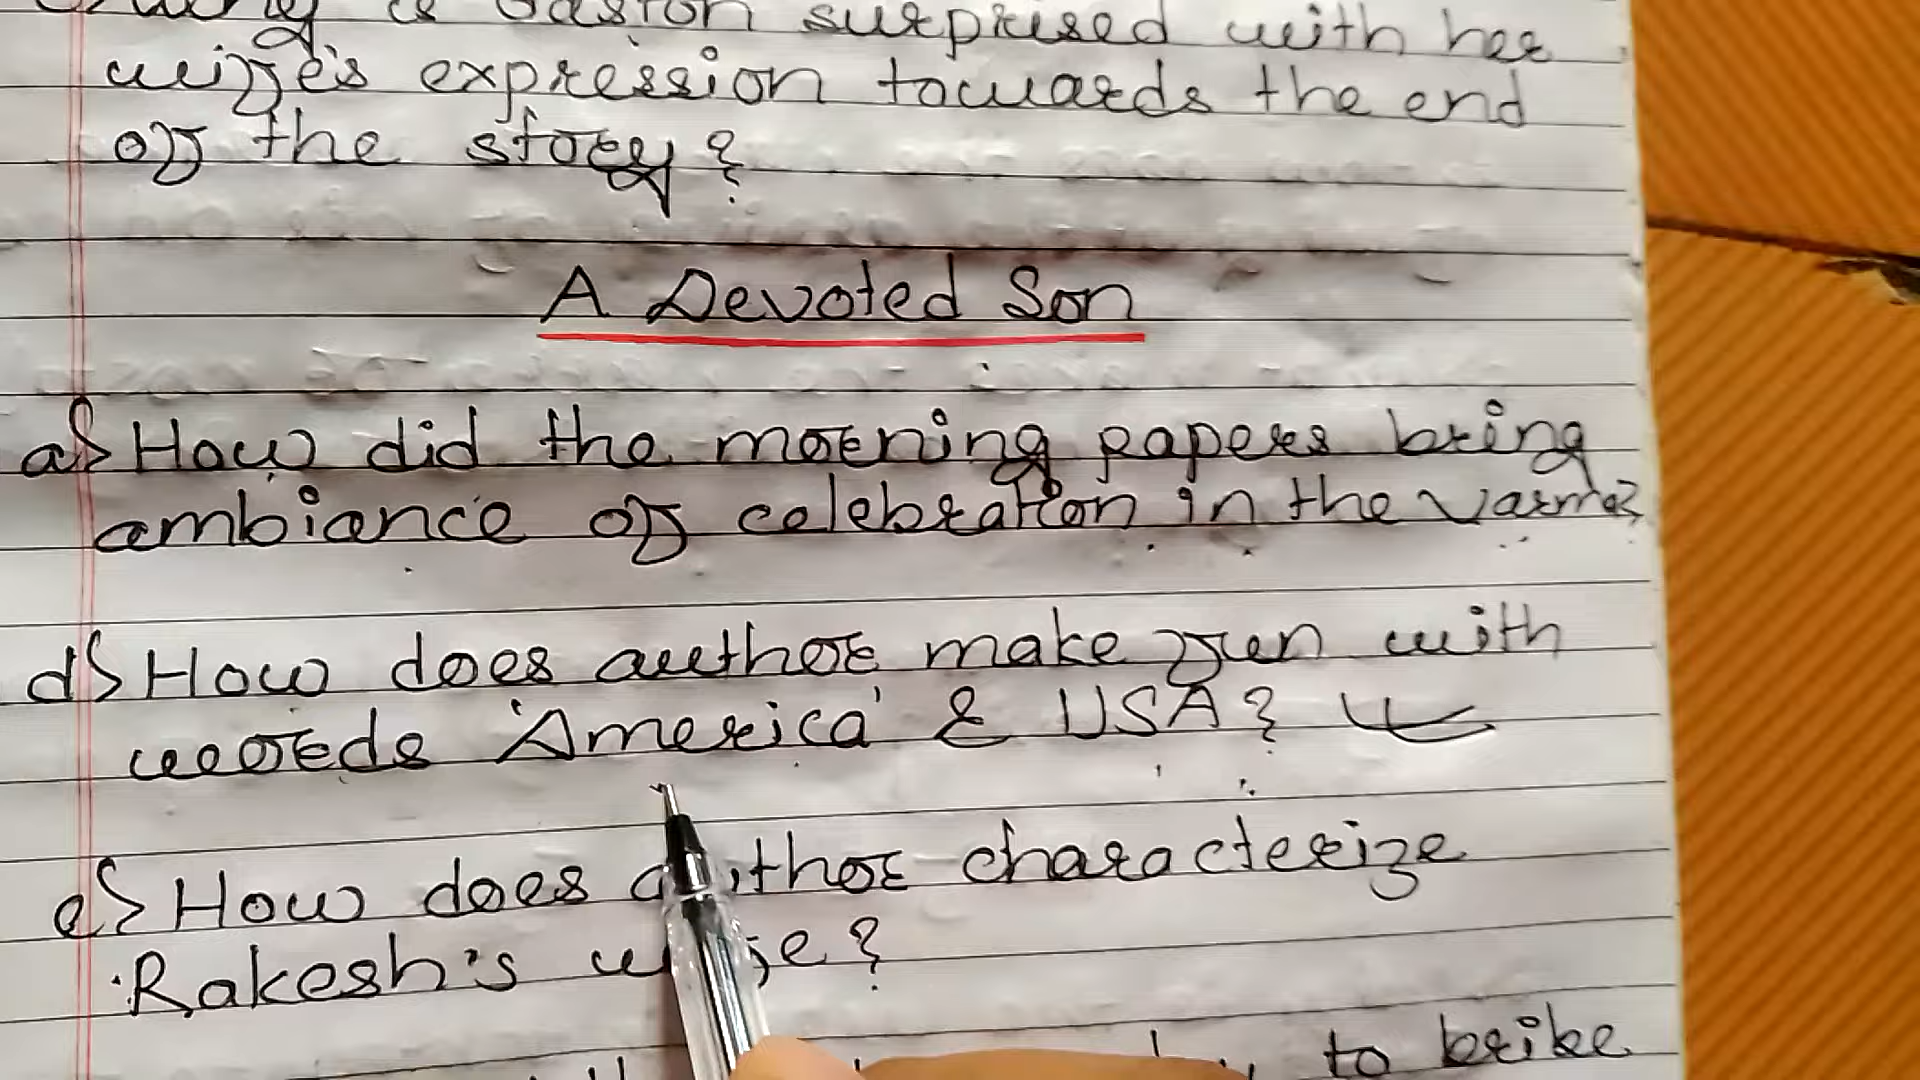 is Gaston surprised with her
wife's expression towards the end
of the story?
A Devoted Son
a> How did the morning papers bring
ambiance of celebration in the Varma?
d> How does author make fun with
words 'America' & USA?
e> How does author characterize
Rakesh's wife?
to bribe